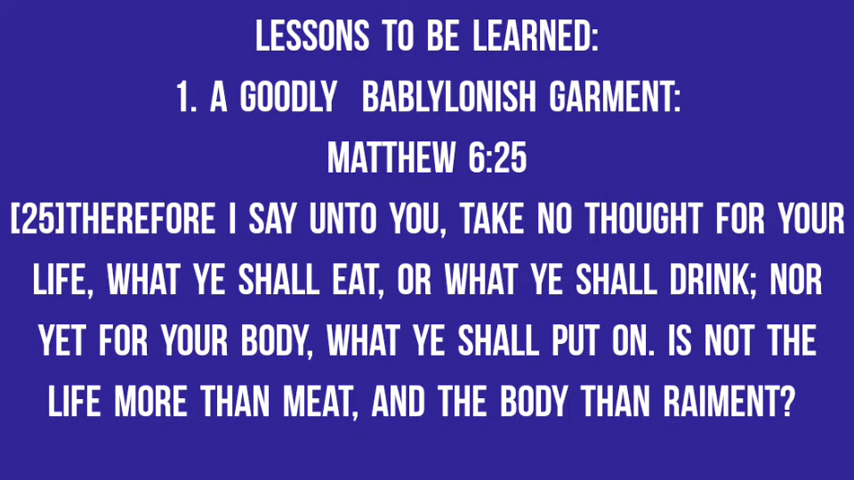 LESSONS TO BE LEARNED:
1. A GOODLY BABLYLONISH GARMENT:
MATTHEW 6:25
[25]THEREFORE I SAY UNTO YOU, TAKE NO THOUGHT FOR YOUR
LIFE, WHAT YE SHALL EAT, OR WHAT YE SHALL DRINK; NOR
YET FOR YOUR BODY, WHAT YE SHALL PUT ON. IS NOT THE
LIFE MORE THAN MEAT, AND THE BODY THAN RAIMENT?